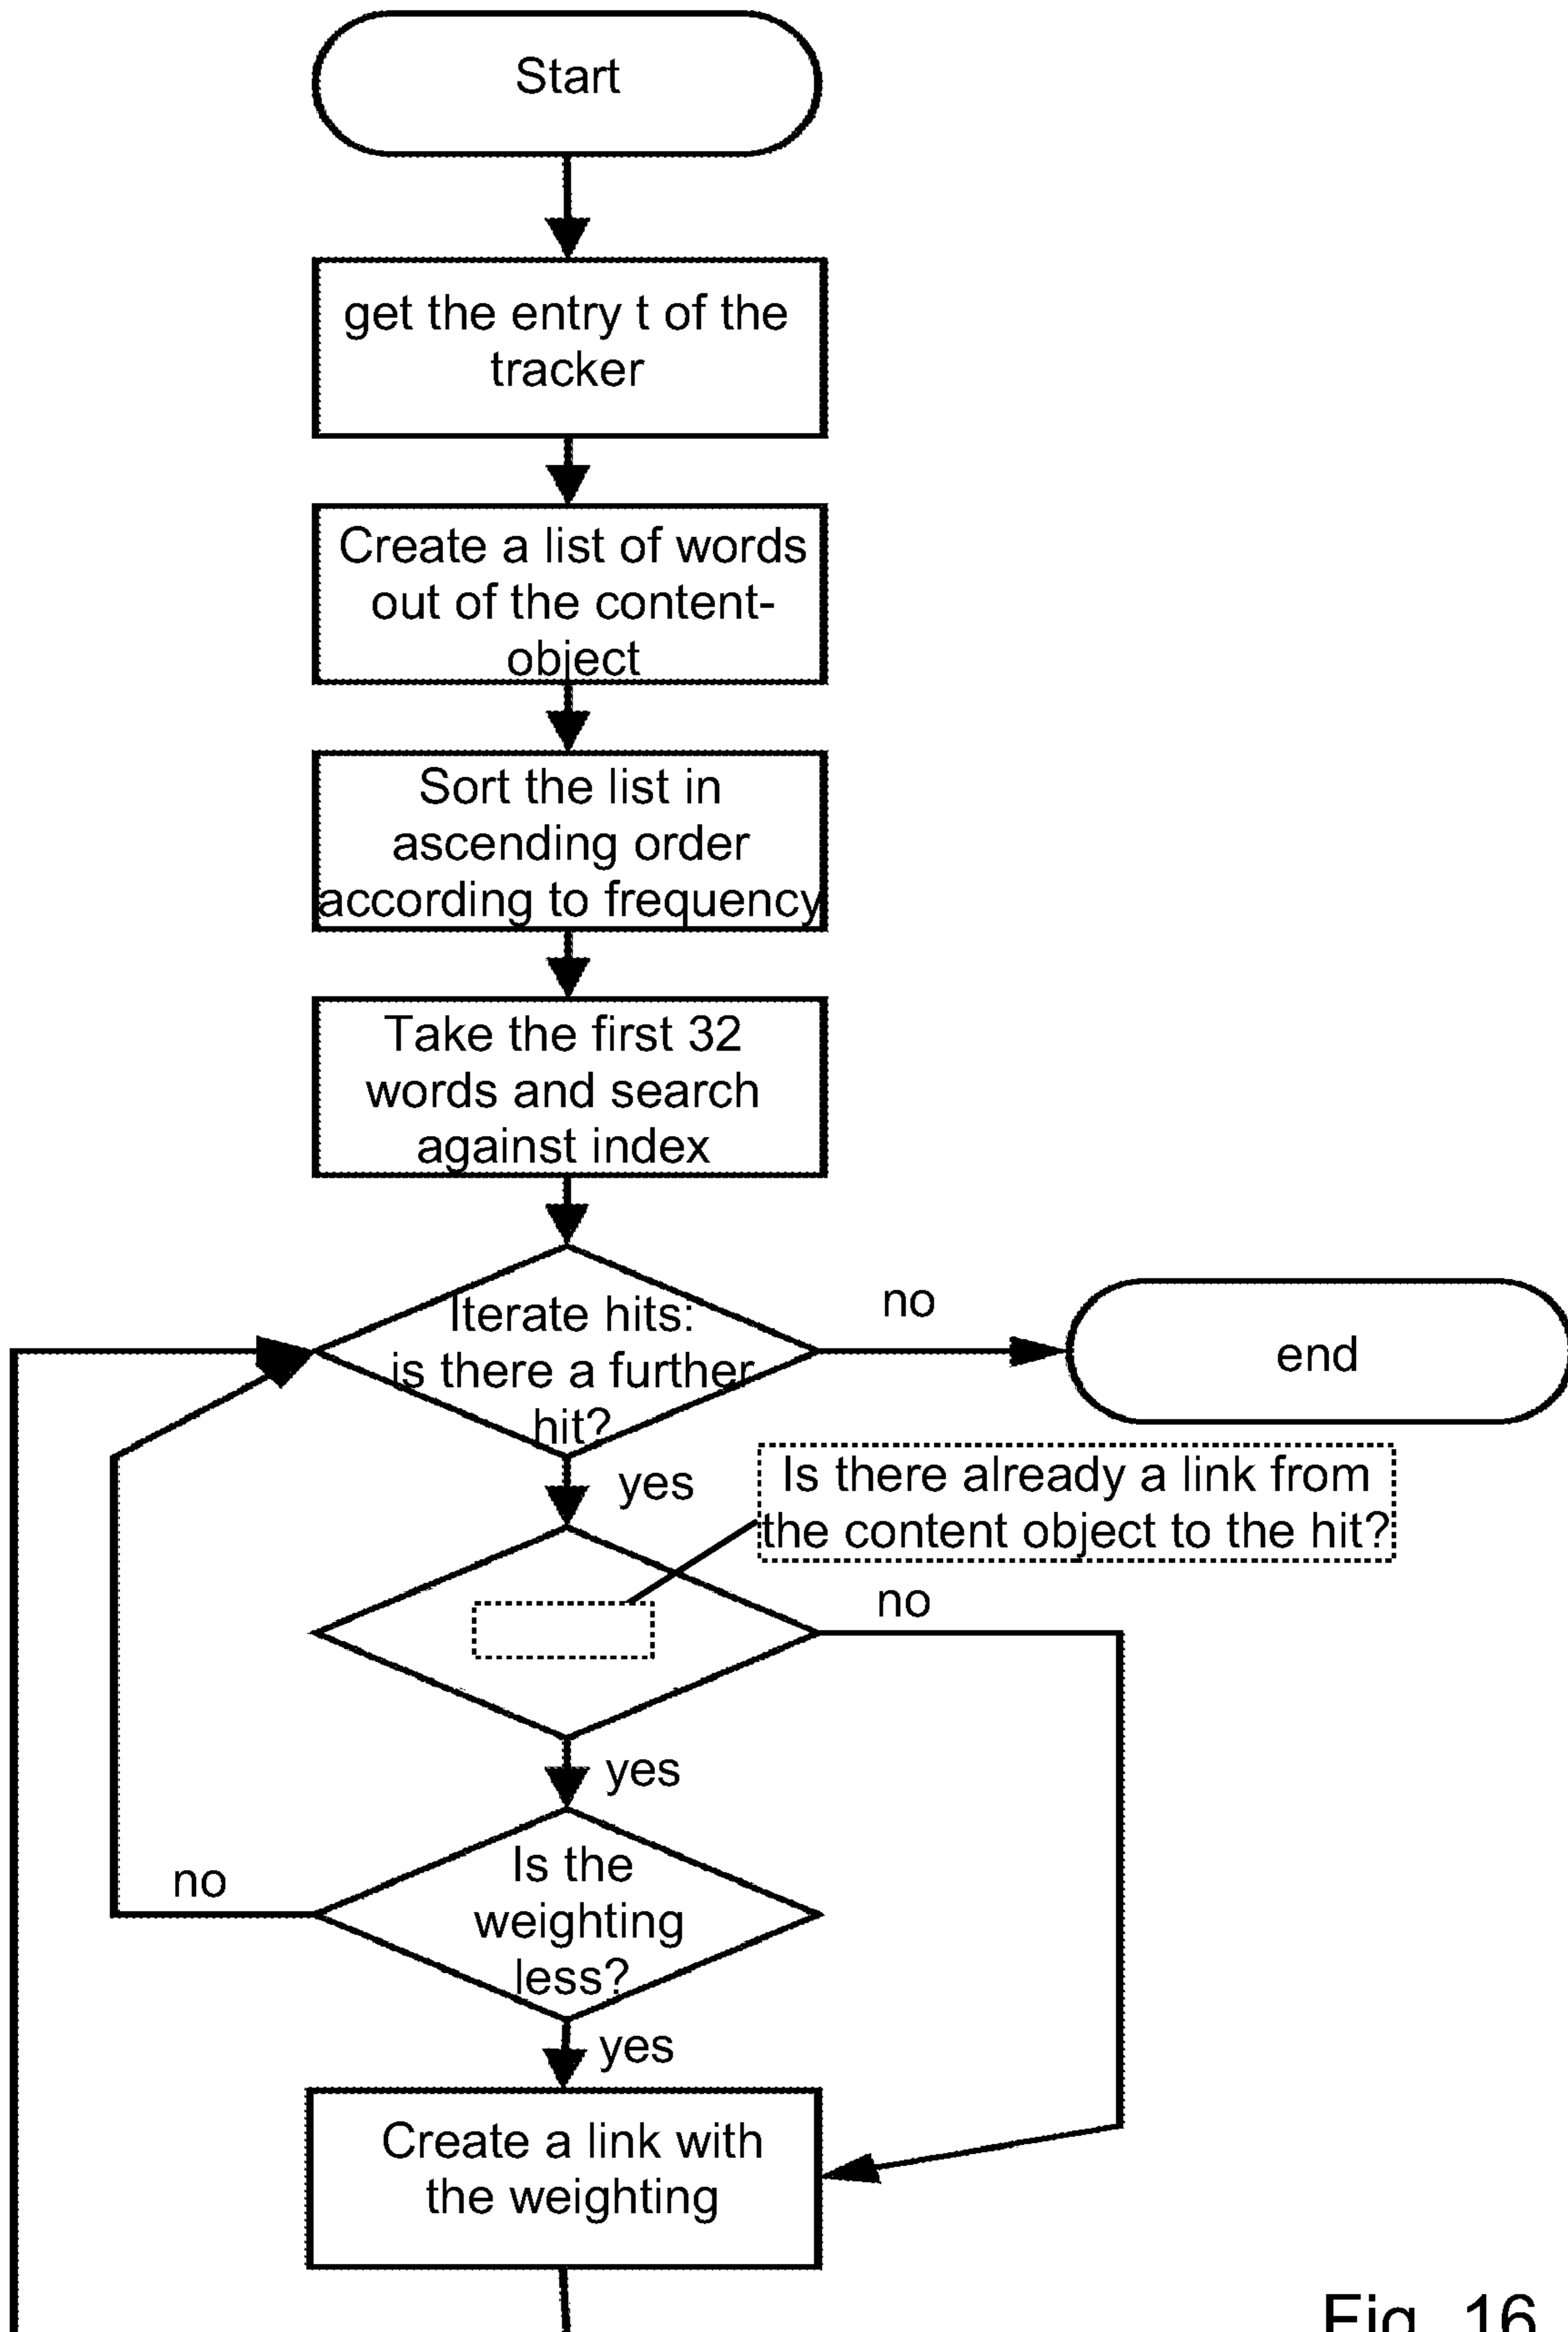 Start
get the entry t of the
tracker
Create a list of words
out of the content-
object
Sort the list in
ascending order
according to frequency
Take the first 32
words and search
against index
Iterate hits:
is there a further
hit?
no
end
yes
Is there already a link from
the content object to the hit?
no
yes
Is the
weighting
less?
no
yes
Create a link with
the weighting
Fig. 16